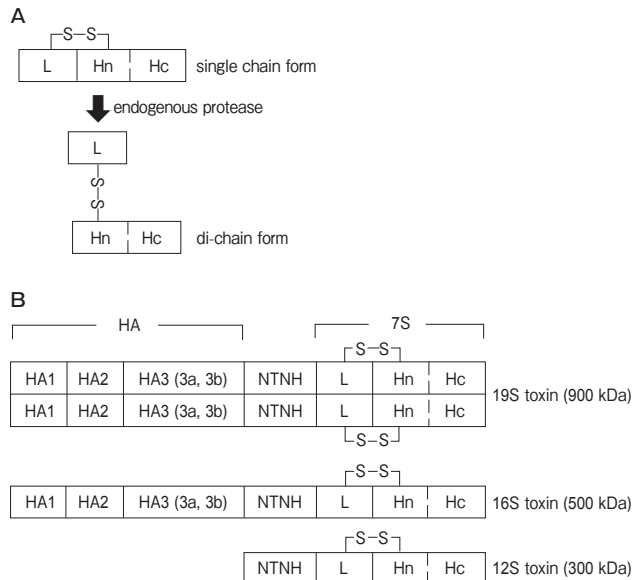 A
S–S
L Hn Hc single chain form
endogenous protease
L
S
S
Hn Hc di-chain form
B
HA 7S
S–S
HA1 HA2 HA3 (3a, 3b) NTNH L Hn Hc
19S toxin (900 kDa)
HA1 HA2 HA3 (3a, 3b) NTNH L Hn Hc
S–S
S–S
HA1 HA2 HA3 (3a, 3b) NTNH L Hn Hc 16S toxin (500 kDa)
S–S
NTNH L Hn Hc 12S toxin (300 kDa)